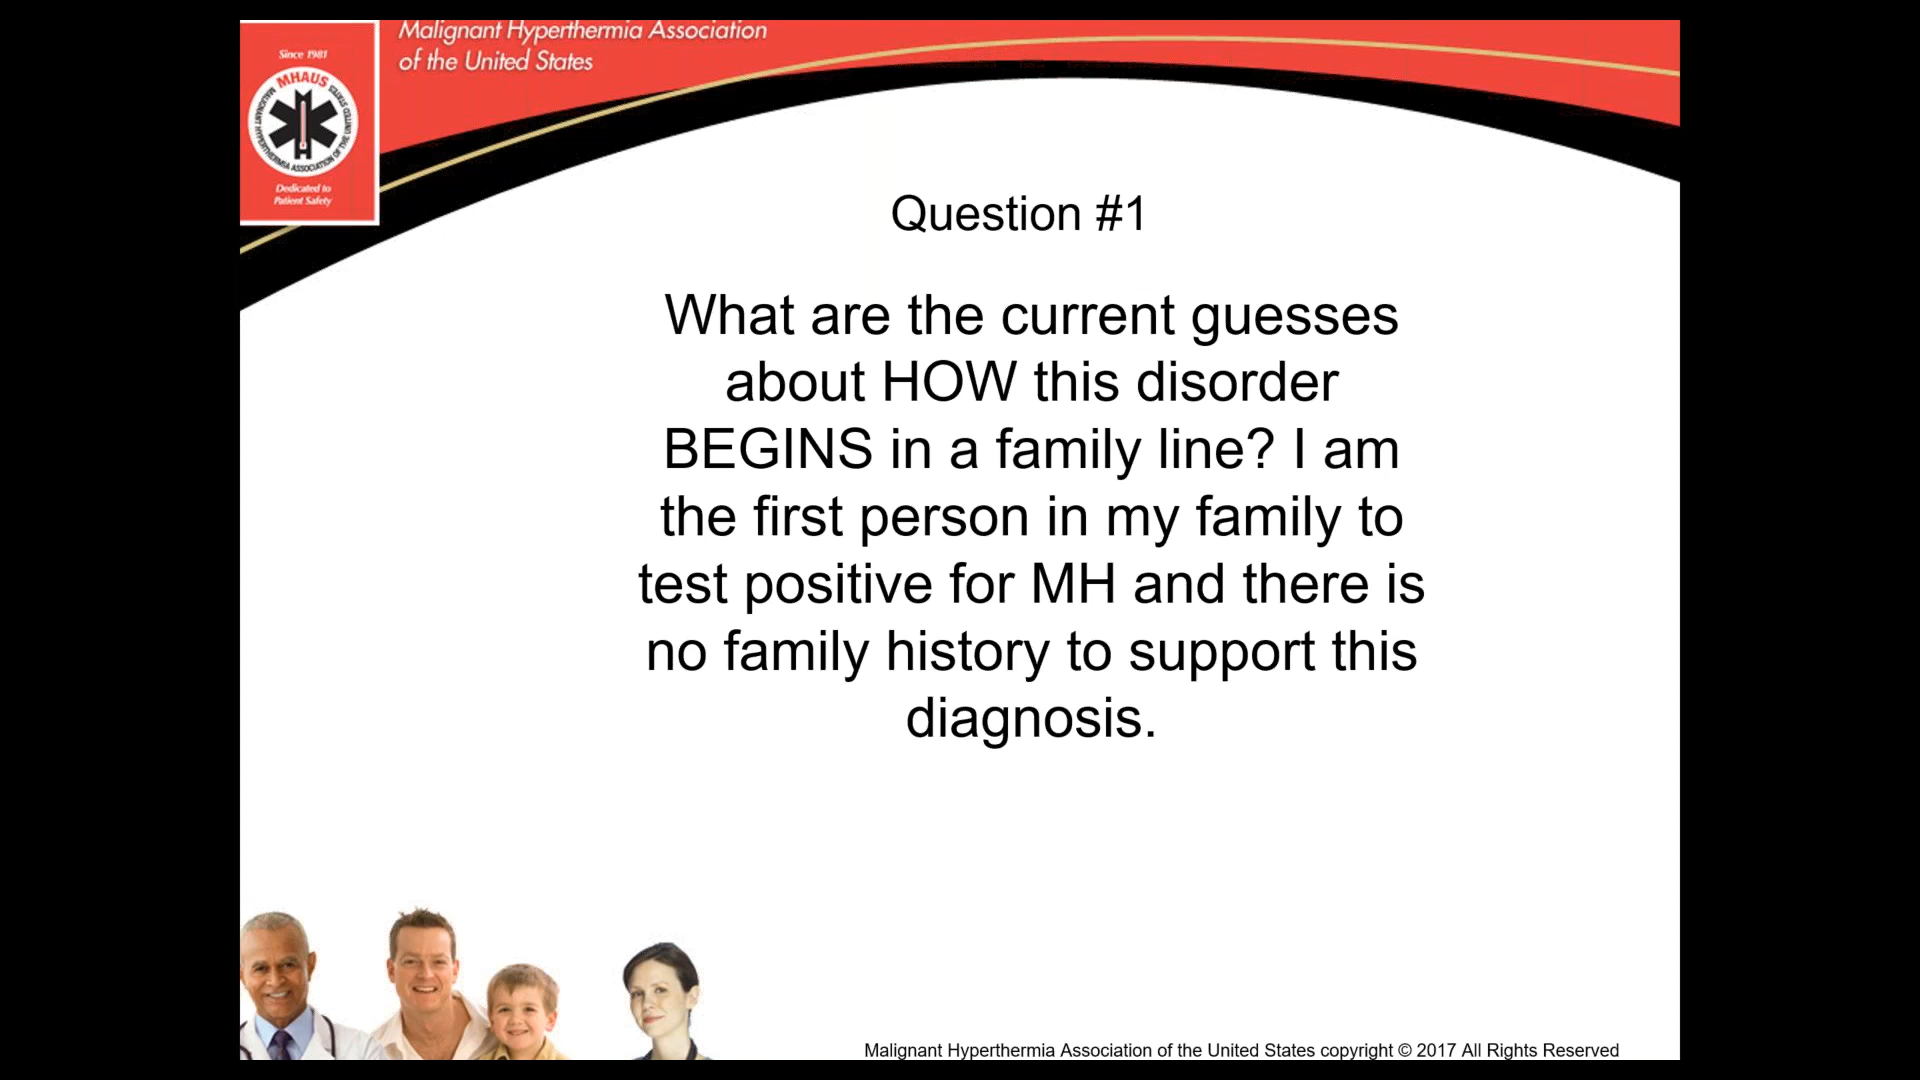 Malignant Hyperthermia Association
of the United States
Since 1981
MHAUS
MALIGNANT HYPERTHERMIA ASSOCIATION OF THE UNITED STATES
Dedicated to
Patient Safety
Question #1
What are the current guesses
about HOW this disorder
BEGINS in a family line? I am
the first person in my family to
test positive for MH and there is
no family history to support this
diagnosis.
Malignant Hyperthermia Association of the United States copyright © 2017 All Rights Reserved